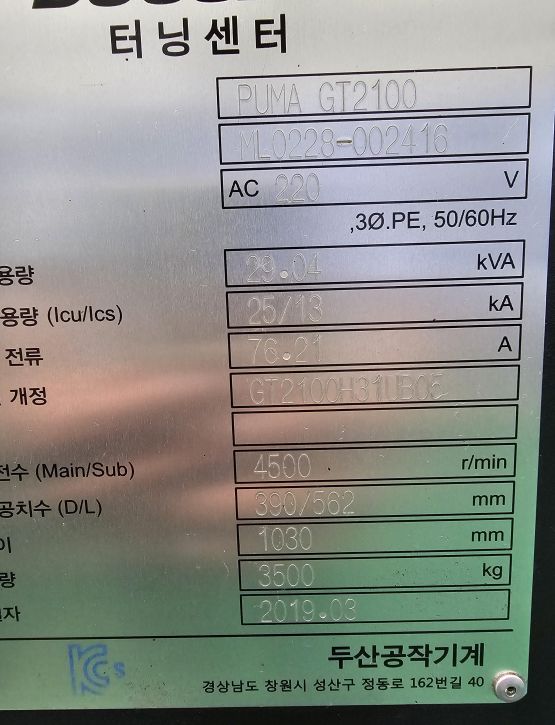 터닝센터
PUMA GT2100
ML0228-002416
AC 220 V
,3Ø.PE, 50/60Hz
용량 29.04 kVA
용량 (Icu/Ics) 25/13 kA
전류 76.21 A
개정 GT2100H31UB05
전수 (Main/Sub) 4500 r/min
공치수 (D/L) 390/562 mm
이 1030 mm
량 3500 kg
자 2019.03
두산공작기계
KCs
경상남도 창원시 성산구 정동로 162번길 40